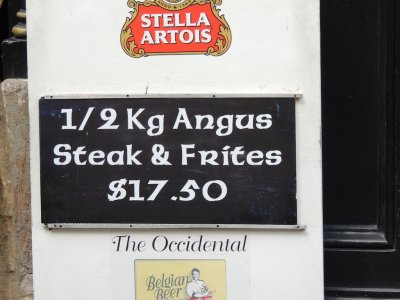 STELLA
ARTOIS
1/2 Kg Angus
Steak & Frites
$17.50
The Occidental
Belgian
Beer